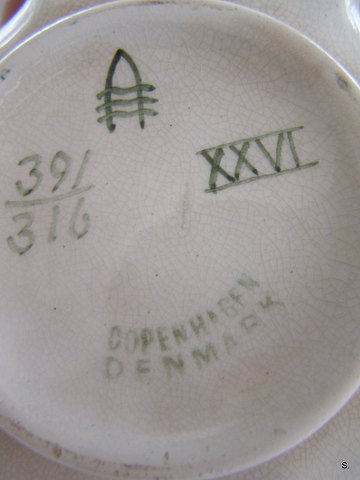 XXVI
391
316
COPENHAGEN
DENMARK
S.